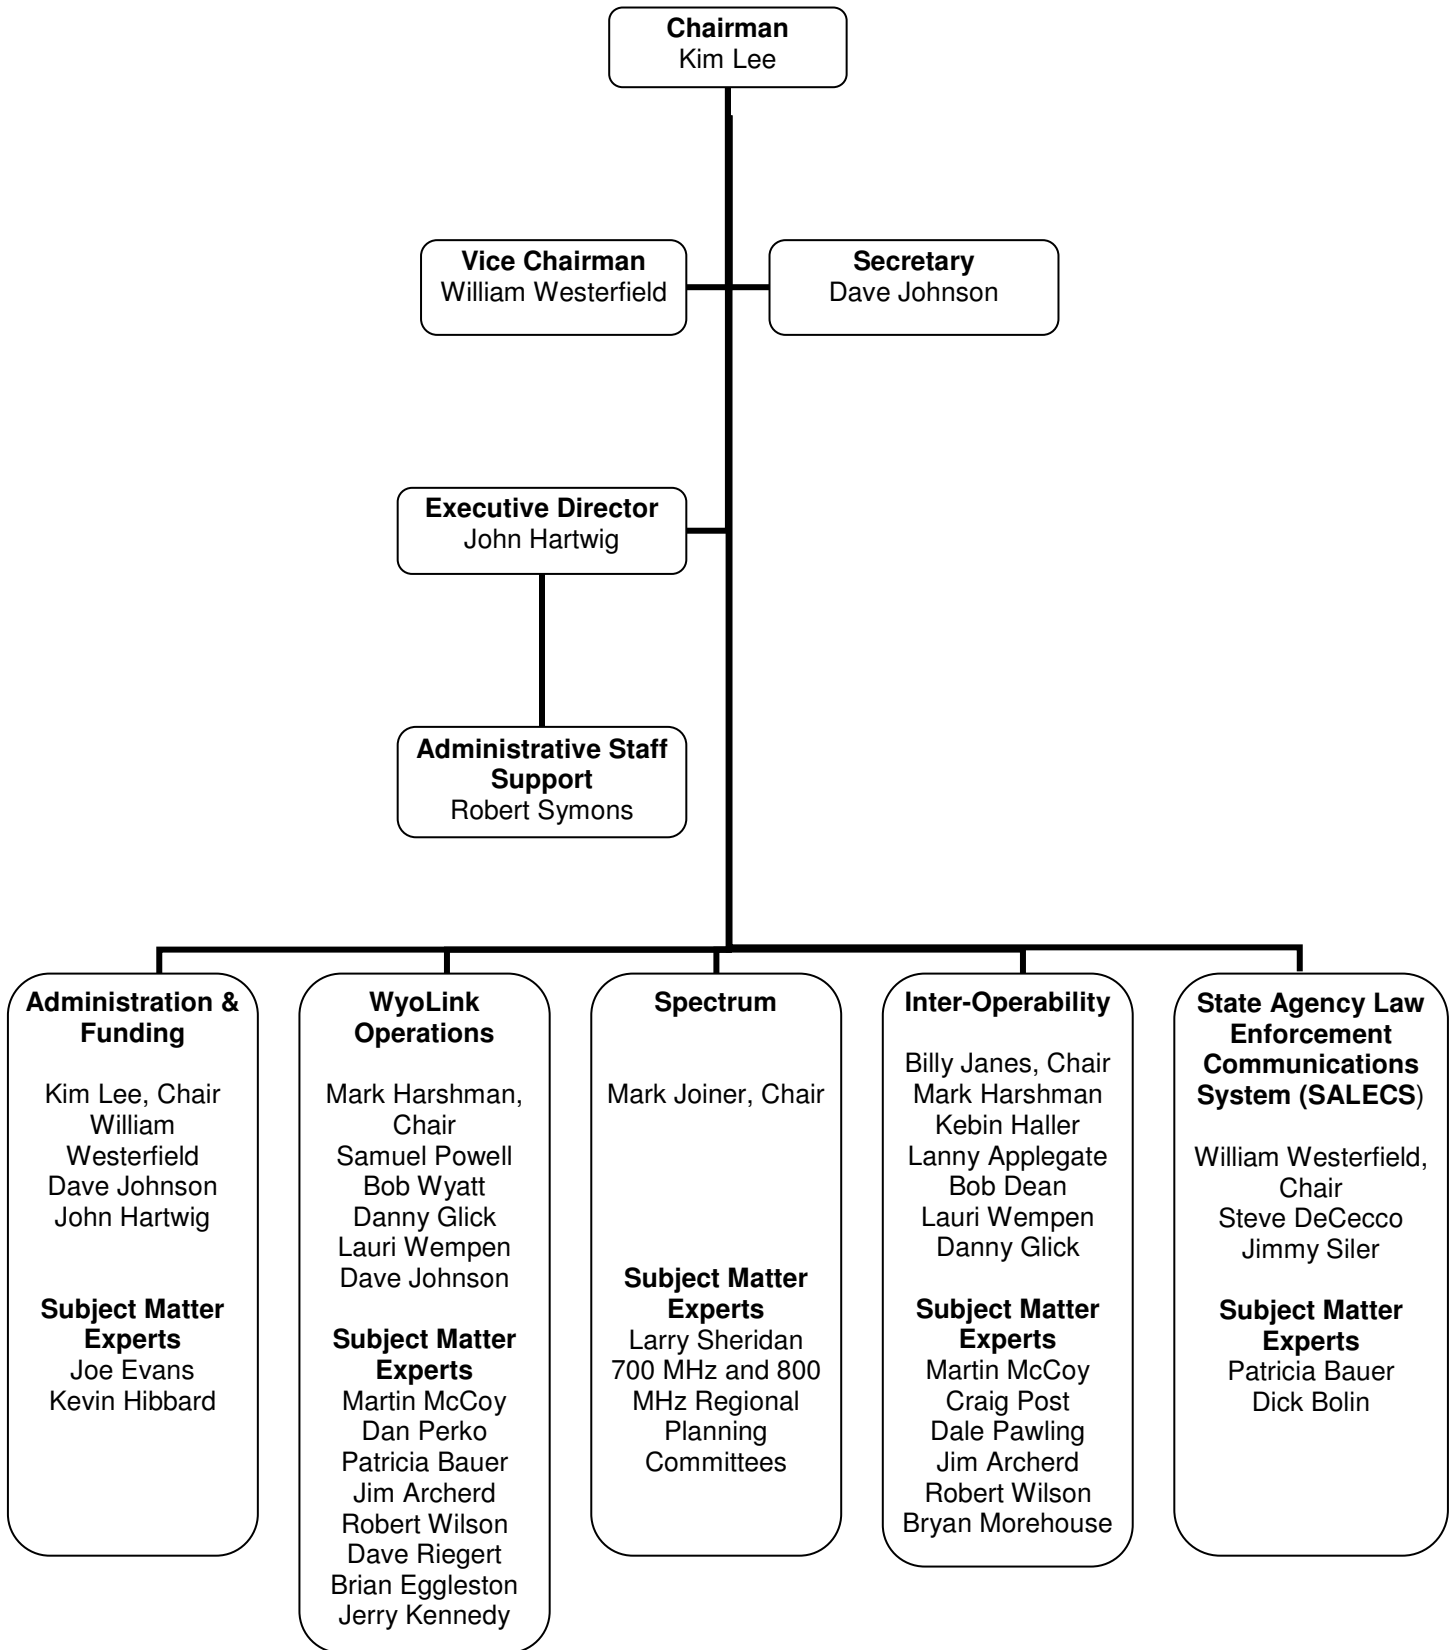 Chairman
Kim Lee
Vice Chairman
William Westerfield
Secretary
Dave Johnson
Executive Director
John Hartwig
Administrative Staff
Support
Robert Symons
Administration &
Funding
Kim Lee, Chair
William
Westerfield
Dave Johnson
John Hartwig
Subject Matter
Experts
Joe Evans
Kevin Hibbard
WyoLink
Operations
Mark Harshman,
Chair
Samuel Powell
Bob Wyatt
Danny Glick
Lauri Wempen
Dave Johnson
Subject Matter
Experts
Martin McCoy
Dan Perko
Patricia Bauer
Jim Archerd
Robert Wilson
Dave Riegert
Brian Eggleston
Jerry Kennedy
Spectrum
Mark Joiner, Chair
Subject Matter
Experts
Larry Sheridan
700 MHz and 800
MHz Regional
Planning
Committees
Inter-Operability
Billy Janes, Chair
Mark Harshman
Kebin Haller
Lanny Applegate
Bob Dean
Lauri Wempen
Danny Glick
Subject Matter
Experts
Martin McCoy
Craig Post
Dale Pawling
Jim Archerd
Robert Wilson
Bryan Morehouse
State Agency Law
Enforcement
Communications
System (SALECS)
William Westerfield,
Chair
Steve DeCecco
Jimmy Siler
Subject Matter
Experts
Patricia Bauer
Dick Bolin